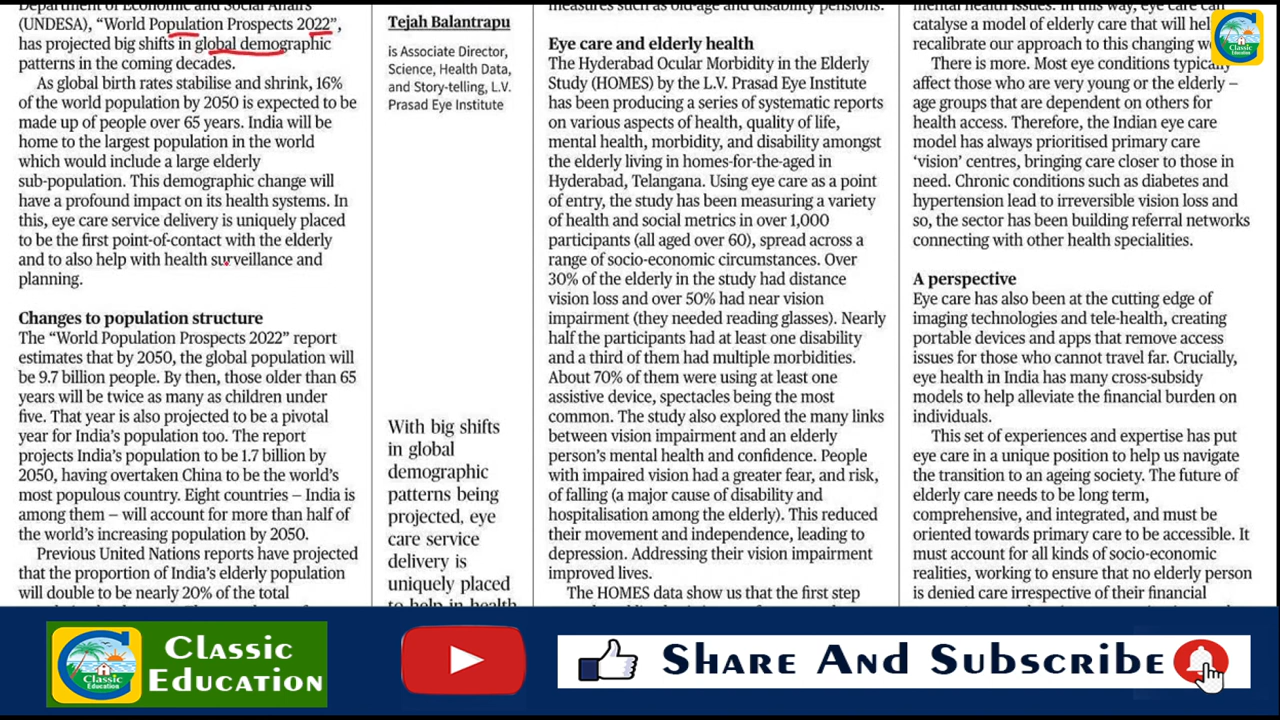 Department of Economic and Social Affairs
(UNDESA), “World Population Prospects 2022”,
has projected big shifts in global demographic
patterns in the coming decades.
As global birth rates stabilise and shrink, 16%
of the world population by 2050 is expected to be
made up of people over 65 years. India will be
home to the largest population in the world
which would include a large elderly
sub-population. This demographic change will
have a profound impact on its health systems. In
this, eye care service delivery is uniquely placed
to be the first point-of-contact with the elderly
and to also help with health surveillance and
planning.
Changes to population structure
The “World Population Prospects 2022” report
estimates that by 2050, the global population will
be 9.7 billion people. By then, those older than 65
years will be twice as many as children under
five. That year is also projected to be a pivotal
year for India’s population too. The report
projects India’s population to be 1.7 billion by
2050, having overtaken China to be the world’s
most populous country. Eight countries – India is
among them – will account for more than half of
the world’s increasing population by 2050.
Previous United Nations reports have projected
that the proportion of India’s elderly population
will double to be nearly 20% of the total
Tejah Balantrapu
is Associate Director,
Science, Health Data,
and Story-telling, L.V.
Prasad Eye Institute
With big shifts
in global
demographic
patterns being
projected, eye
care service
delivery is
uniquely placed
to help in health
measures such as old-age and disability pensions.
Eye care and elderly health
The Hyderabad Ocular Morbidity in the Elderly
Study (HOMES) by the L.V. Prasad Eye Institute
has been producing a series of systematic reports
on various aspects of health, quality of life,
mental health, morbidity, and disability amongst
the elderly living in homes-for-the-aged in
Hyderabad, Telangana. Using eye care as a point
of entry, the study has been measuring a variety
of health and social metrics in over 1,000
participants (all aged over 60), spread across a
range of socio-economic circumstances. Over
30% of the elderly in the study had distance
vision loss and over 50% had near vision
impairment (they needed reading glasses). Nearly
half the participants had at least one disability
and a third of them had multiple morbidities.
About 70% of them were using at least one
assistive device, spectacles being the most
common. The study also explored the many links
between vision impairment and an elderly
person’s mental health and confidence. People
with impaired vision had a greater fear, and risk,
of falling (a major cause of disability and
hospitalisation among the elderly). This reduced
their movement and independence, leading to
depression. Addressing their vision impairment
improved lives.
The HOMES data show us that the first step
mental health issues. In this way, eye care can
catalyse a model of elderly care that will help
recalibrate our approach to this changing
There is more. Most eye conditions typically
affect those who are very young or the elderly –
age groups that are dependent on others for
health access. Therefore, the Indian eye care
model has always prioritised primary care
‘vision’ centres, bringing care closer to those in
need. Chronic conditions such as diabetes and
hypertension lead to irreversible vision loss and
so, the sector has been building referral networks
connecting with other health specialities.
A perspective
Eye care has also been at the cutting edge of
imaging technologies and tele-health, creating
portable devices and apps that remove access
issues for those who cannot travel far. Crucially,
eye health in India has many cross-subsidy
models to help alleviate the financial burden on
individuals.
This set of experiences and expertise has put
eye care in a unique position to help us navigate
the transition to an ageing society. The future of
elderly care needs to be long term,
comprehensive, and integrated, and must be
oriented towards primary care to be accessible. It
must account for all kinds of socio-economic
realities, working to ensure that no elderly person
is denied care irrespective of their financial
Classic
Education
Classic
Education
Classic
Education
Share And Subscribe